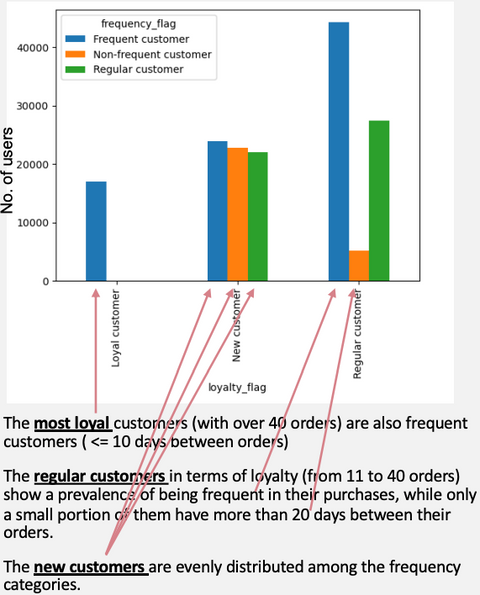 frequency_flag
Frequent customer
Non-frequent customer
Regular customer
No. of users
40000
30000
20000
10000
0
Loyal customer
New customer
Regular customer
loyalty_flag
The most loyal customers (with over 40 orders) are also frequent
customers ( <= 10 days between orders)
The regular customers in terms of loyalty (from 11 to 40 orders)
show a prevalence of being frequent in their purchases, while only
a small portion of them have more than 20 days between their
orders.
The new customers are evenly distributed among the frequency
categories.